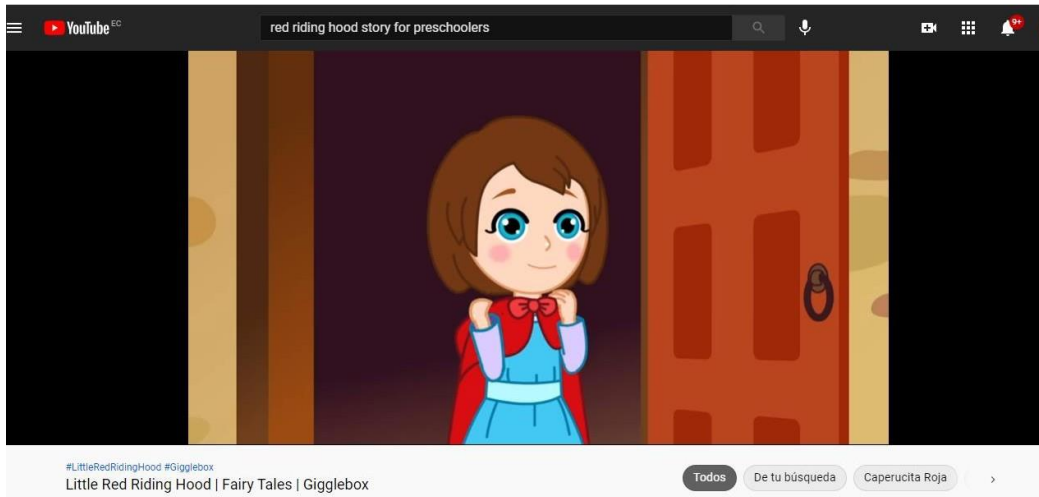 YouTube EC
red riding hood story for preschoolers
9+
#LittleRedRidingHood #Gigglebox
Little Red Riding Hood | Fairy Tales | Gigglebox
Todos
De tu búsqueda
Caperucita Roja